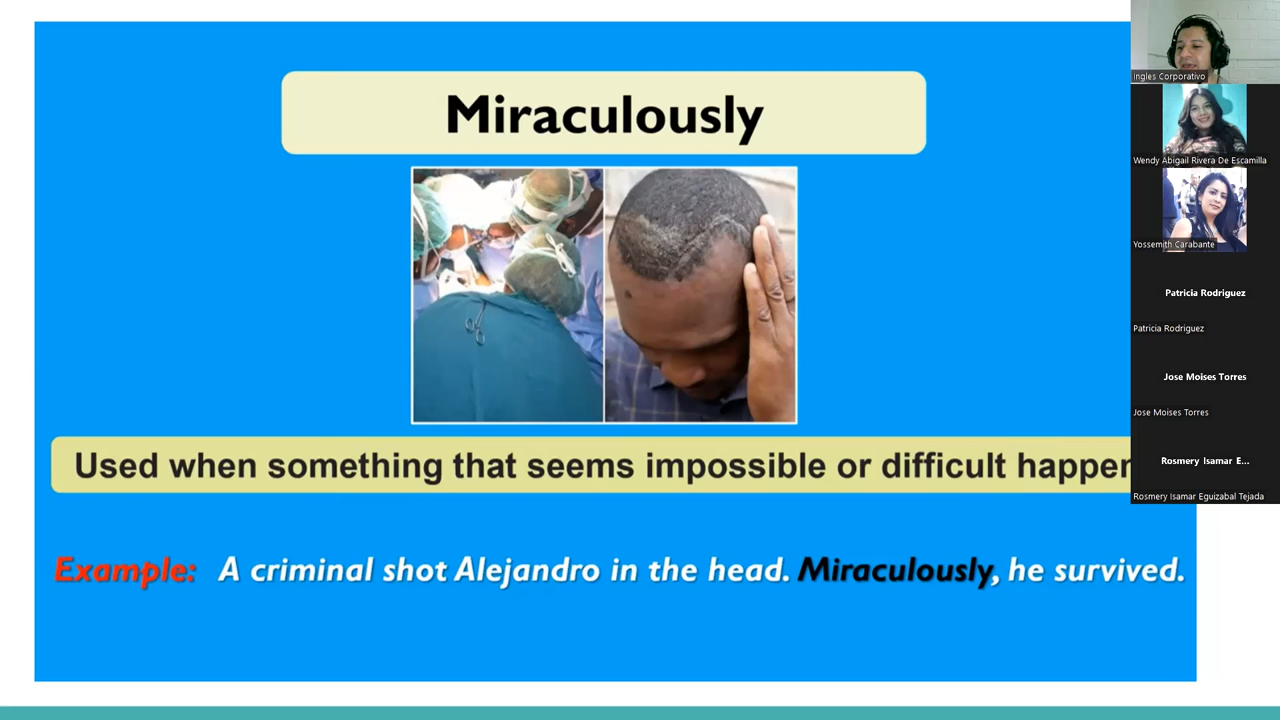 Miraculously
Used when something that seems impossible or difficult happen
Example: A criminal shot Alejandro in the head. Miraculously, he survived.
Ingles Corporativo
Wendy Abigail Rivera De Escamilla
Yossemith Carabante
Patricia Rodriguez
Patricia Rodriguez
Jose Moises Torres
Jose Moises Torres
Rosmery Isamar E...
Rosmery Isamar Eguizabal Tejada